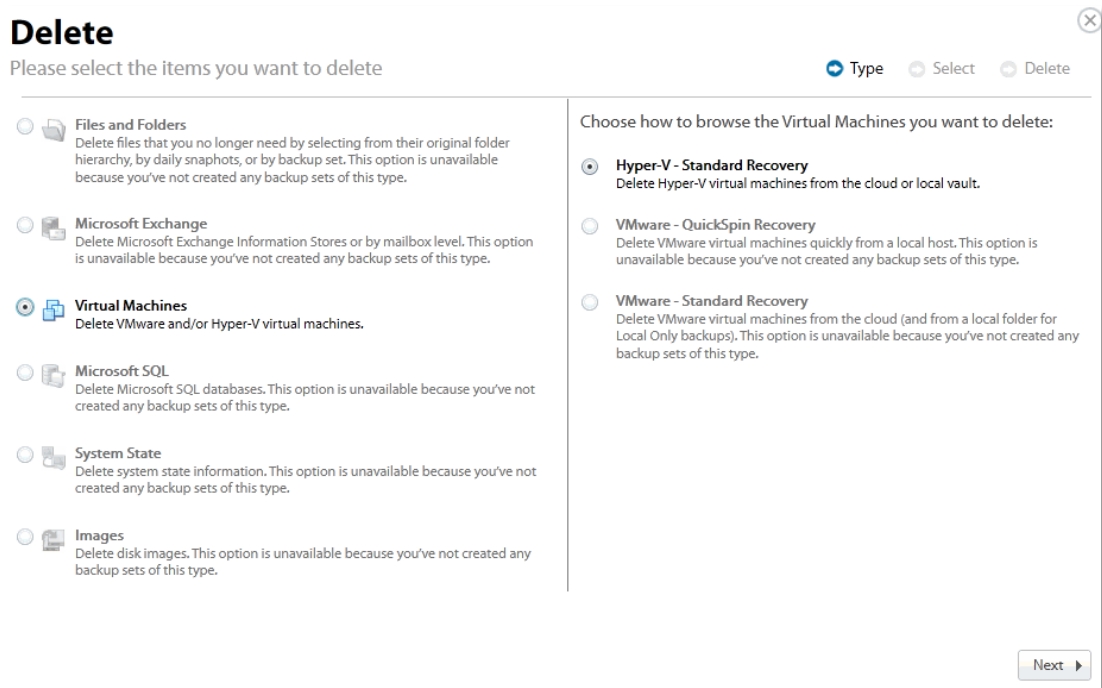 Delete
Please select the items you want to delete
Type
Select
Delete
Files and Folders
Delete files that you no longer need by selecting from their original folder
hierarchy, by daily snaphots, or by backup set. This option is unavailable
because you've not created any backup sets of this type.
Microsoft Exchange
Delete Microsoft Exchange Information Stores or by mailbox level. This option
is unavailable because you've not created any backup sets of this type.
Virtual Machines
Delete VMware and/or Hyper-V virtual machines.
Microsoft SQL
Delete Microsoft SQL databases. This option is unavailable because you've not
created any backup sets of this type.
System State
Delete system state information. This option is unavailable because you've not
created any backup sets of this type.
Images
Delete disk images. This option is unavailable because you've not created any
backup sets of this type.
Choose how to browse the Virtual Machines you want to delete:
Hyper-V - Standard Recovery
Delete Hyper-V virtual machines from the cloud or local vault.
VMware - QuickSpin Recovery
Delete VMware virtual machines quickly from a local host. This option is
unavailable because you've not created any backup sets of this type.
VMware - Standard Recovery
Delete VMware virtual machines from the cloud (and from a local folder for
Local Only backups). This option is unavailable because you've not created any
backup sets of this type.
Next